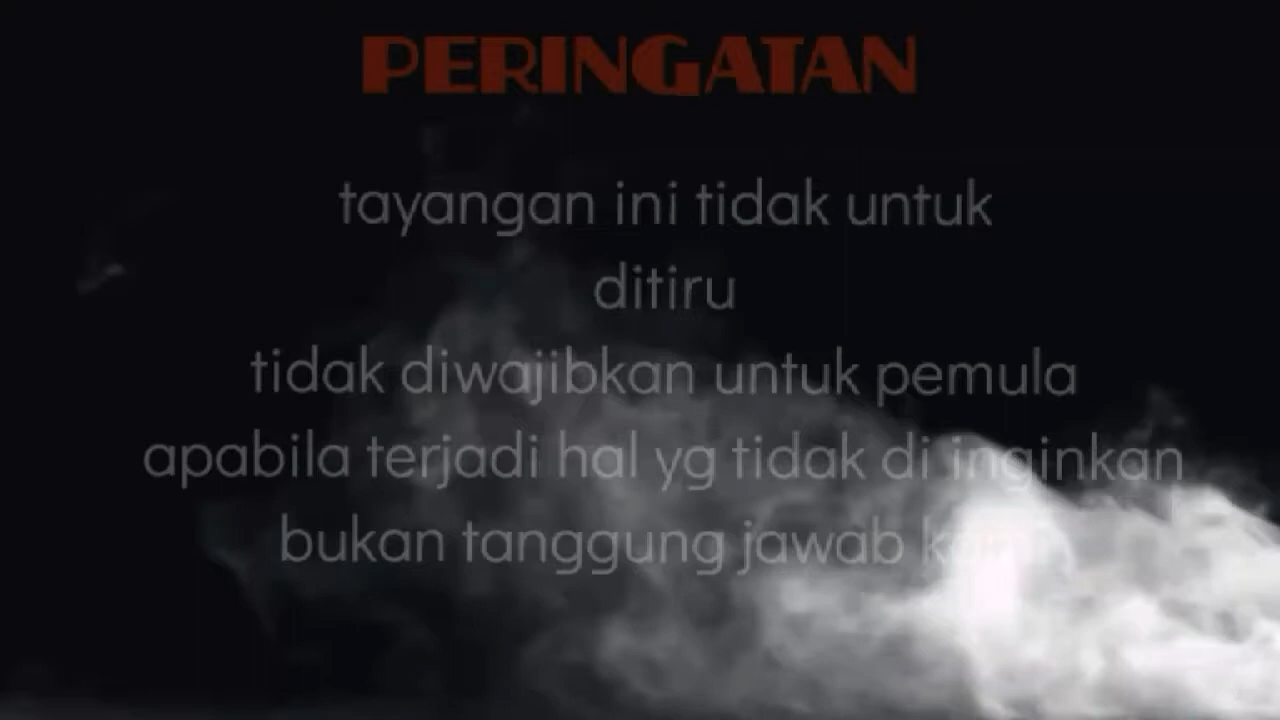 PERINGATAN
tayangan ini tidak untuk
ditiru
tidak diwajibkan untuk pemula
apabila terjadi hal yg tidak di inginkan
bukan tanggung jawab kami